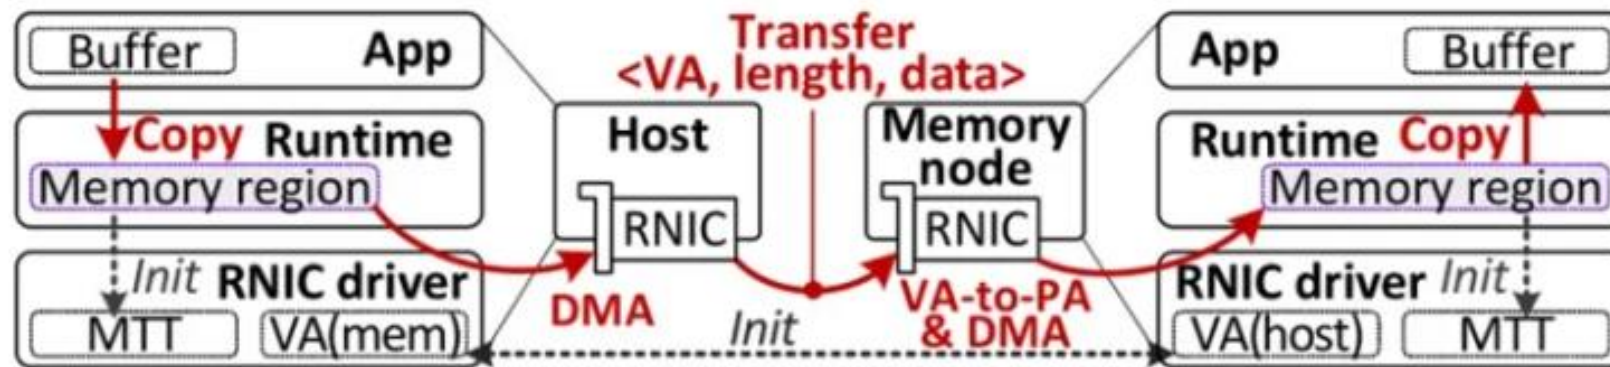 Buffer App
Copy Runtime
Memory region
Init RNIC driver
MTT VA(mem)
Transfer
<VA, length, data>
Host
RNIC
DMA
Init
Memory
node
RNIC
VA-to-PA
& DMA
App Buffer
Runtime Copy
Memory region
RNIC driver Init
VA(host) MTT